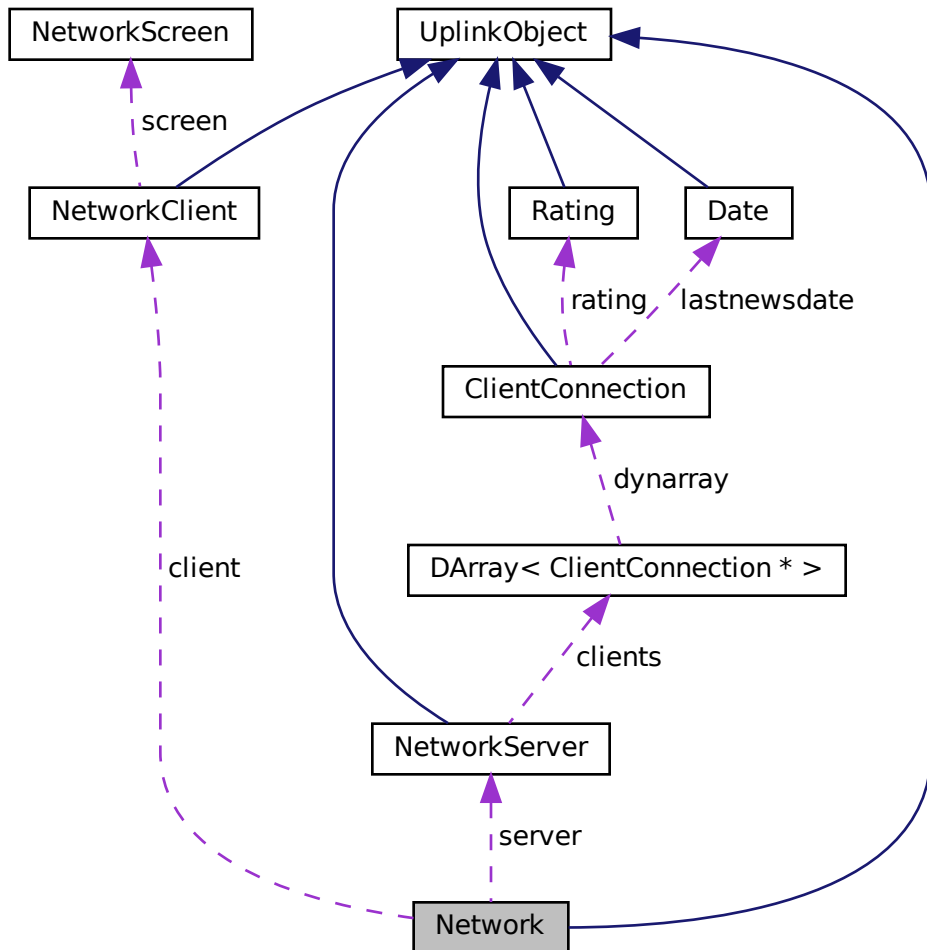 NetworkScreen
UplinkObject
screen
NetworkClient
Rating
Date
rating
lastnewsdate
ClientConnection
dynarray
client
DArray< ClientConnection * >
clients
NetworkServer
server
Network